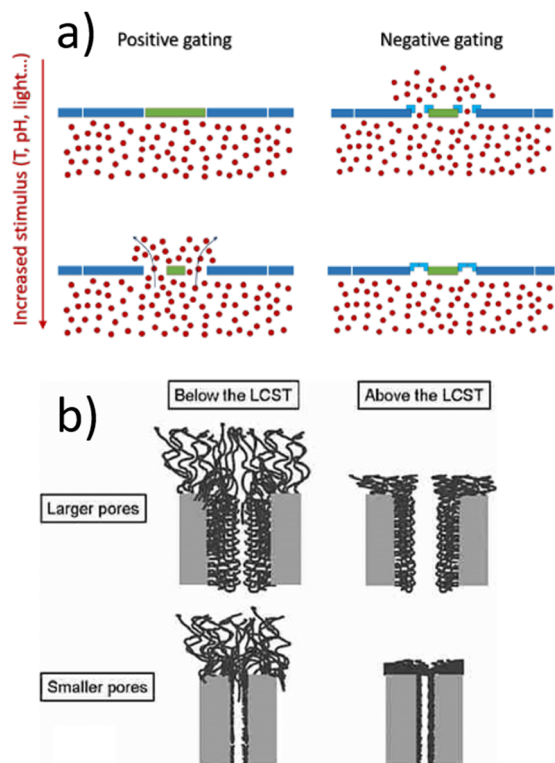 a)
Positive gating
Negative gating
Increased stimulus (T, pH, light...)
b)
Below the LCST
Above the LCST
Larger pores
Smaller pores